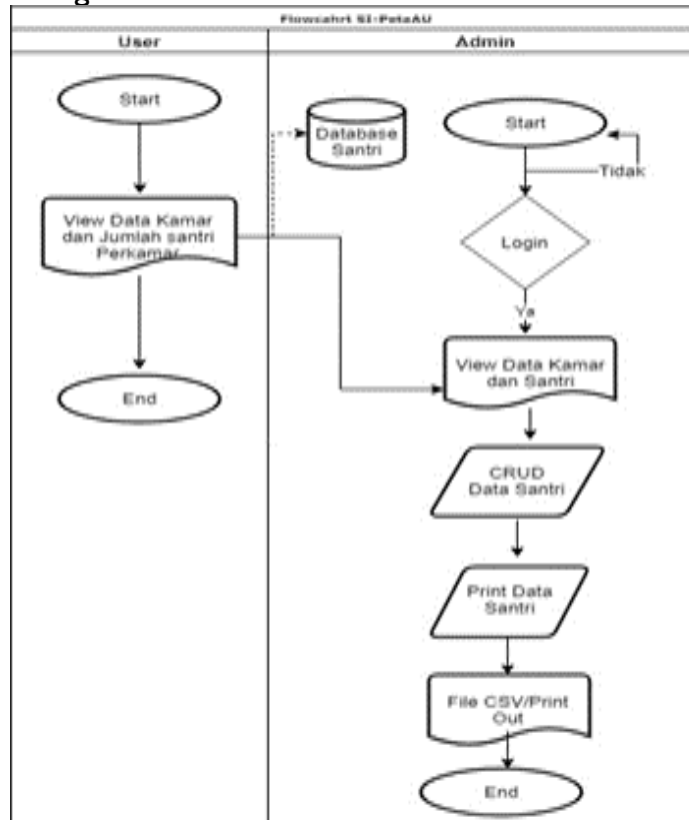 Flowcahrt SI-PetaAU
User
Admin
Start
View Data Kamar
dan Jumlah santri
Perkamar
End
Database
Santri
Start
Tidak
Login
Ya
View Data Kamar
dan Santri
CRUD
Data Santri
Print Data
Santri
File CSV/Print
Out
End